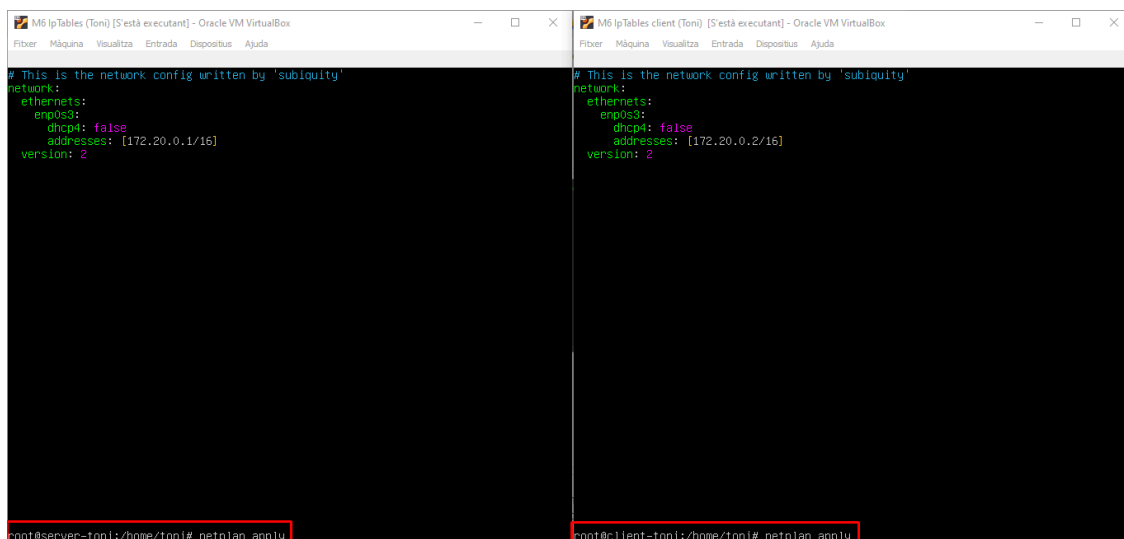 M6 IpTables (Toni) [S'està executant] - Oracle VM VirtualBox
Fitxer Màquina Visualitza Entrada Dispositius Ajuda
# This is the network config written by 'subiquity'
network:
  ethernets:
    enp0s3:
      dhcp4: false
      addresses: [172.20.0.1/16]
  version: 2
root@server-toni:/home/toni# netplan apply
M6 IpTables client (Toni) [S'està executant] - Oracle VM VirtualBox
Fitxer Màquina Visualitza Entrada Dispositius Ajuda
# This is the network config written by 'subiquity'
network:
  ethernets:
    enp0s3:
      dhcp4: false
      addresses: [172.20.0.2/16]
  version: 2
root@client-toni:/home/toni# netplan apply